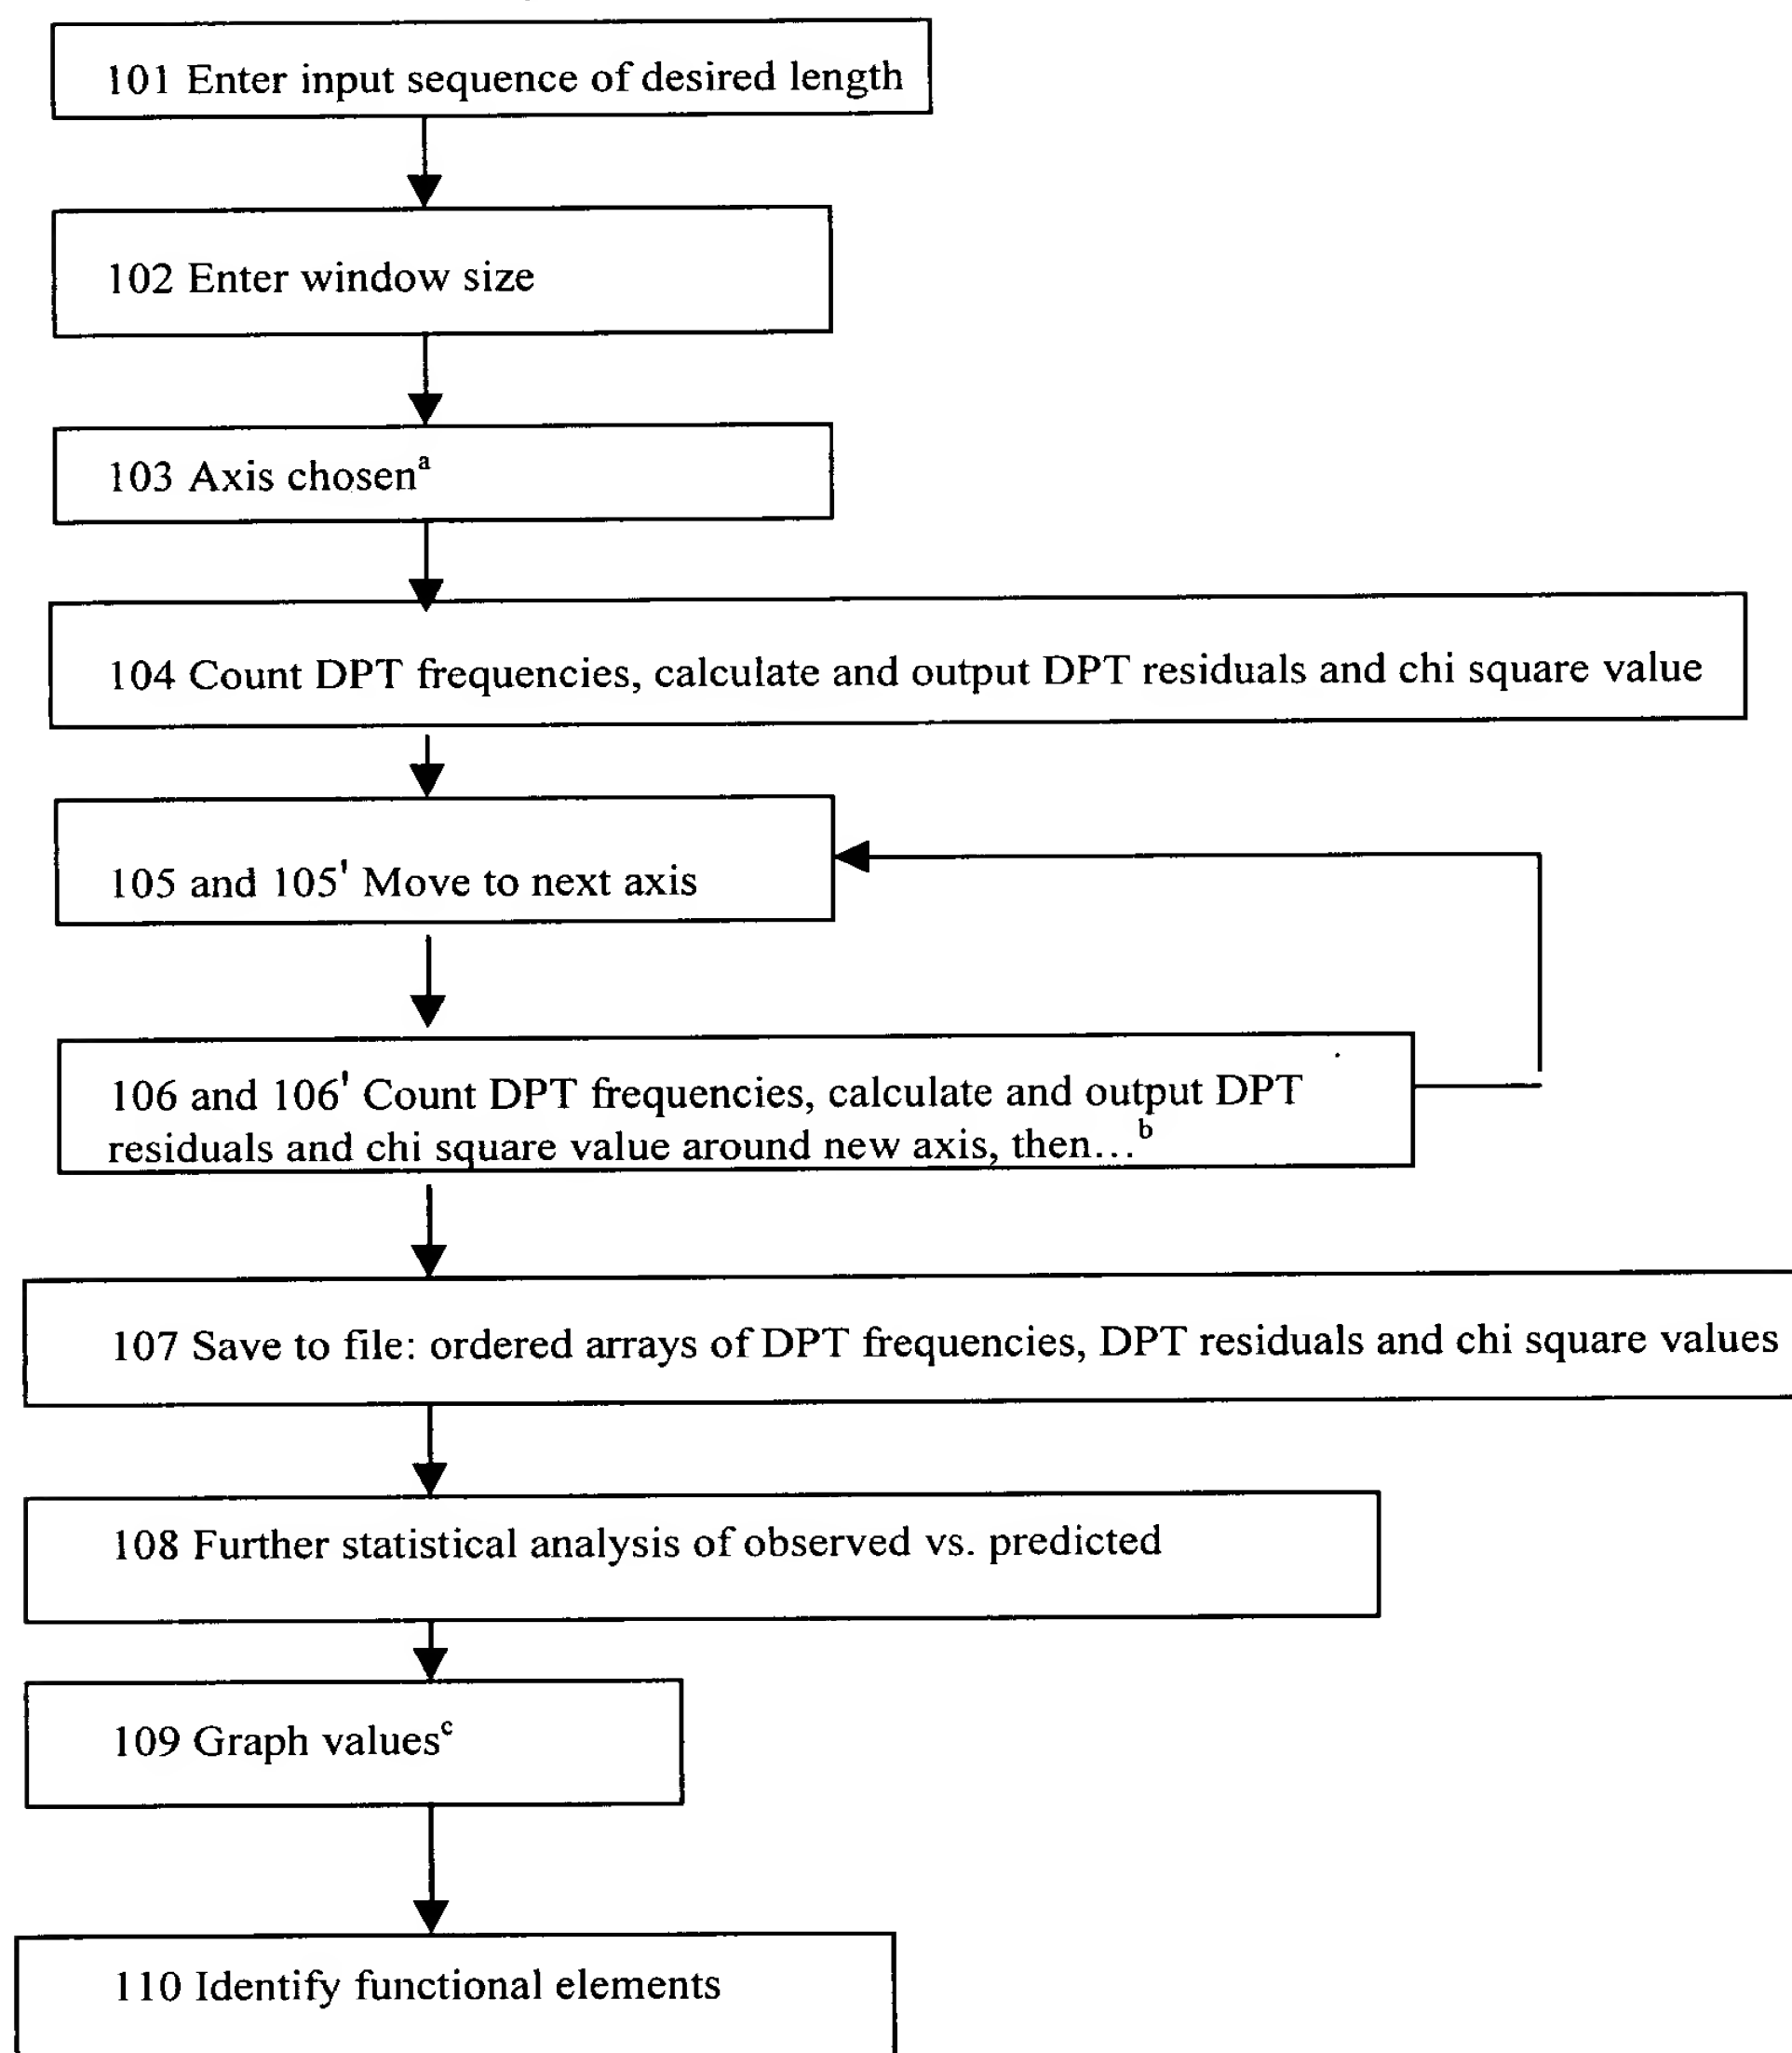 101 Enter input sequence of desired length
102 Enter window size
103 Axis chosenᵃ
104 Count DPT frequencies, calculate and output DPT residuals and chi square value
105 and 105' Move to next axis
106 and 106' Count DPT frequencies, calculate and output DPT
residuals and chi square value around new axis, then…ᵇ
107 Save to file: ordered arrays of DPT frequencies, DPT residuals and chi square values
108 Further statistical analysis of observed vs. predicted
109 Graph valuesᶜ
110 Identify functional elements